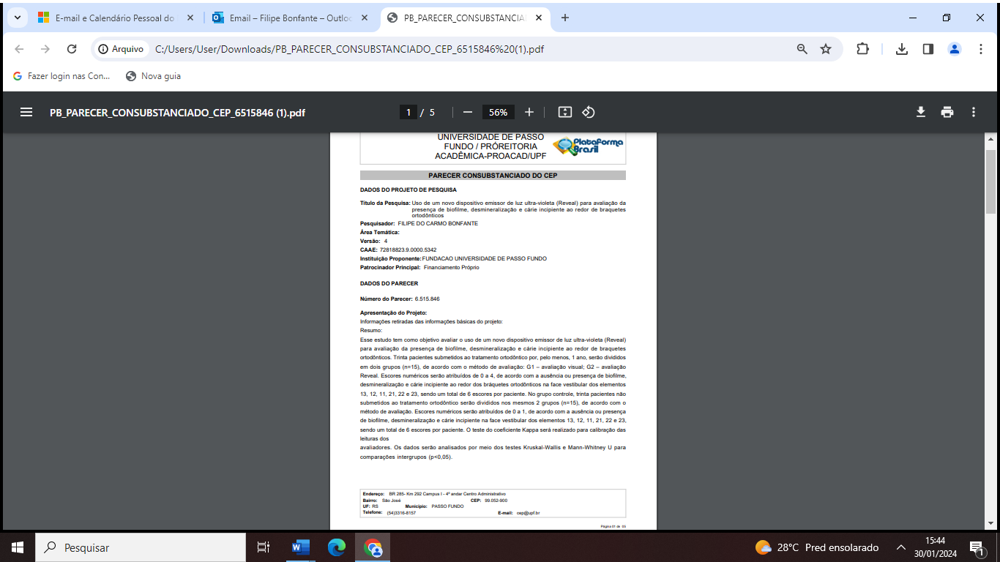 E-mail e Calendário Pessoal do
Email – Filipe Bonfante – Outloo
PB_PARECER_CONSUBSTANCIA
Arquivo
C:/Users/User/Downloads/PB_PARECER_CONSUBSTANCIADO_CEP_6515846%20(1).pdf
Fazer login nas Con...
Nova guia
PB_PARECER_CONSUBSTANCIADO_CEP_6515846 (1).pdf
1 / 5
56%
UNIVERSIDADE DE PASSO
FUNDO / PRÓREITORIA
ACADÊMICA-PROACAD/UPF
Plataforma
Brasil
PARECER CONSUBSTANCIADO DO CEP
DADOS DO PROJETO DE PESQUISA
Título da Pesquisa: Uso de um novo dispositivo emissor de luz ultra-violeta (Reveal) para avaliação da
presença de biofilme, desmineralização e cárie incipiente ao redor de braquetes
ortodônticos
Pesquisador: FILIPE DO CARMO BONFANTE
Área Temática:
Versão: 4
CAAE: 72818823.9.0000.5342
Instituição Proponente: FUNDACAO UNIVERSIDADE DE PASSO FUNDO
Patrocinador Principal: Financiamento Próprio
DADOS DO PARECER
Número do Parecer: 6.515.846
Apresentação do Projeto:
Informações retiradas das informações básicas do projeto:
Resumo:
Esse estudo tem como objetivo avaliar o uso de um novo dispositivo emissor de luz ultra-violeta (Reveal)
para avaliação da presença de biofilme, desmineralização e cárie incipiente ao redor de braquetes
ortodônticos. Trinta pacientes submetidos ao tratamento ortodôntico por, pelo menos, 1 ano, serão divididos
em dois grupos (n=15), de acordo com o método de avaliação: G1 – avaliação visual; G2 – avaliação
Reveal. Escores numéricos serão atribuídos de 0 a 4, de acordo com a ausência ou presença de biofilme,
desmineralização e cárie incipiente ao redor dos bráquetes ortodônticos na face vestibular dos elementos
13, 12, 11, 21, 22 e 23, sendo um total de 6 escores por paciente. No grupo controle, trinta pacientes não
submetidos ao tratamento ortodôntico serão divididos nos mesmos 2 grupos (n=15), de acordo com o
método de avaliação. Escores numéricos serão atribuídos de 0 a 1, de acordo com a ausência ou presença
de biofilme, desmineralização e cárie incipiente na face vestibular dos elementos 13, 12, 11, 21, 22 e 23,
sendo um total de 6 escores por paciente. O teste do coeficiente Kappa será realizado para calibração das
leituras dos
avaliadores. Os dados serão analisados por meio dos testes Kruskal-Wallis e Mann-Whitney U para
comparações intergrupos (p<0,05).
Endereço: BR 285- Km 292 Campus I - 4º andar Centro Administrativo
Bairro: São José CEP: 99.052-900
UF: RS Município: PASSO FUNDO
Telefone: (54)3316-8157 E-mail: cep@upf.br
Página 01 de 05
Pesquisar
28°C Pred ensolarado
15:44
30/01/2024
1